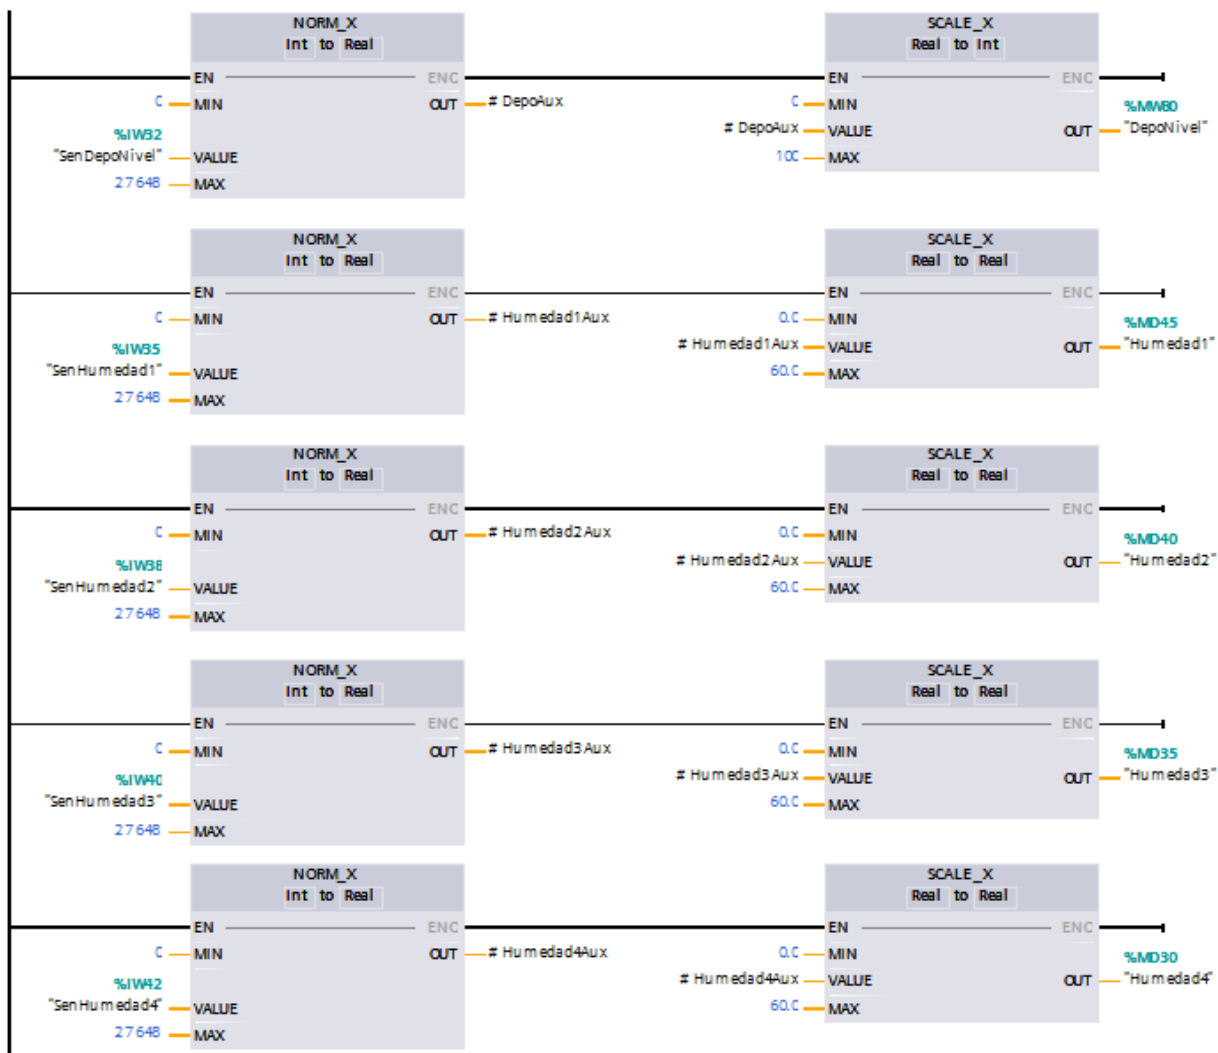 NORM_X
Int to Real
SCALE_X
Real to Int
EN
ENO
EN
ENO
0
MIN
OUT
# DepoAux
0
MIN
%MW80
%IW32
# DepoAux
VALUE
OUT
"DepoNivel"
"SenDepoNivel"
VALUE
100
MAX
27648
MAX
NORM_X
Int to Real
SCALE_X
Real to Real
EN
ENO
EN
ENO
0
MIN
OUT
# Humedad1Aux
0.0
MIN
%MD45
%IW35
# Humedad1Aux
VALUE
OUT
"Humedad1"
"SenHumedad1"
VALUE
60.0
MAX
27648
MAX
NORM_X
Int to Real
SCALE_X
Real to Real
EN
ENO
EN
ENO
0
MIN
OUT
# Humedad2Aux
0.0
MIN
%MD40
%IW38
# Humedad2Aux
VALUE
OUT
"Humedad2"
"SenHumedad2"
VALUE
60.0
MAX
27648
MAX
NORM_X
Int to Real
SCALE_X
Real to Real
EN
ENO
EN
ENO
0
MIN
OUT
# Humedad3Aux
0.0
MIN
%MD35
%IW40
# Humedad3Aux
VALUE
OUT
"Humedad3"
"SenHumedad3"
VALUE
60.0
MAX
27648
MAX
NORM_X
Int to Real
SCALE_X
Real to Real
EN
ENO
EN
ENO
0
MIN
OUT
# Humedad4Aux
0.0
MIN
%MD30
%IW42
# Humedad4Aux
VALUE
OUT
"Humedad4"
"SenHumedad4"
VALUE
60.0
MAX
27648
MAX